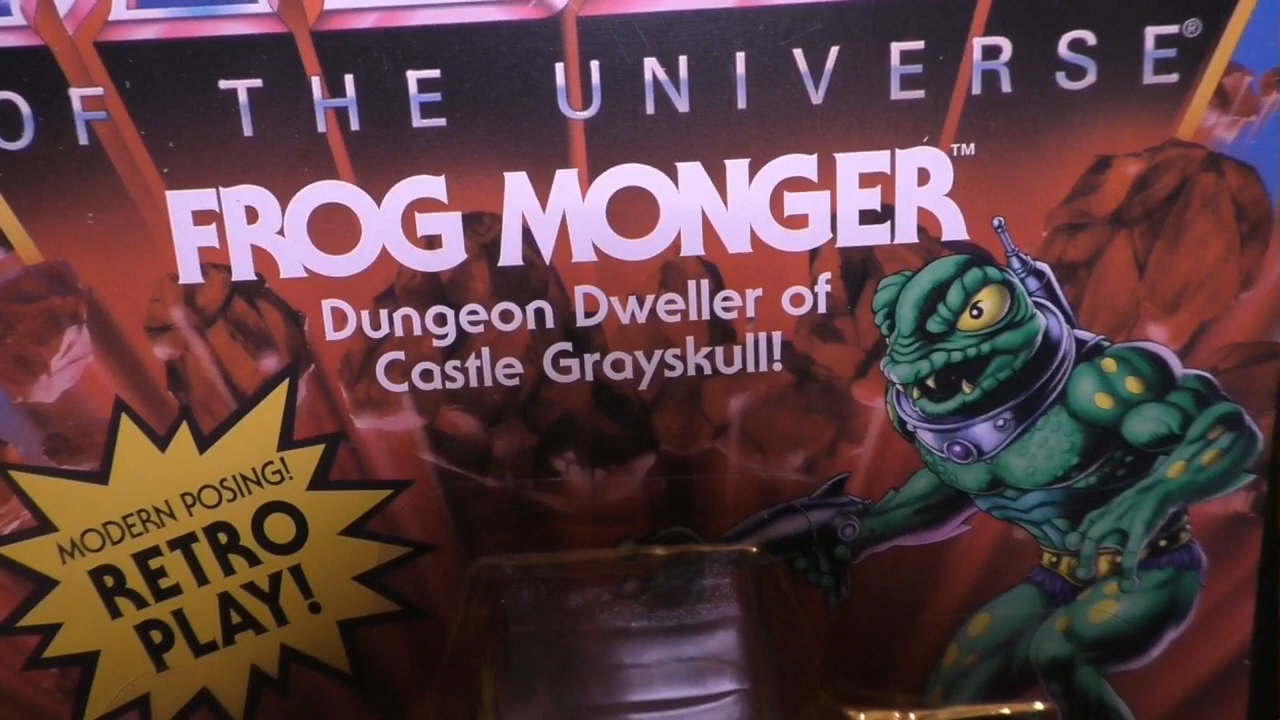 OF THE UNIVERSE®
FROG MONGER™
Dungeon Dweller of
Castle Grayskull!
MODERN POSING!
RETRO
PLAY!